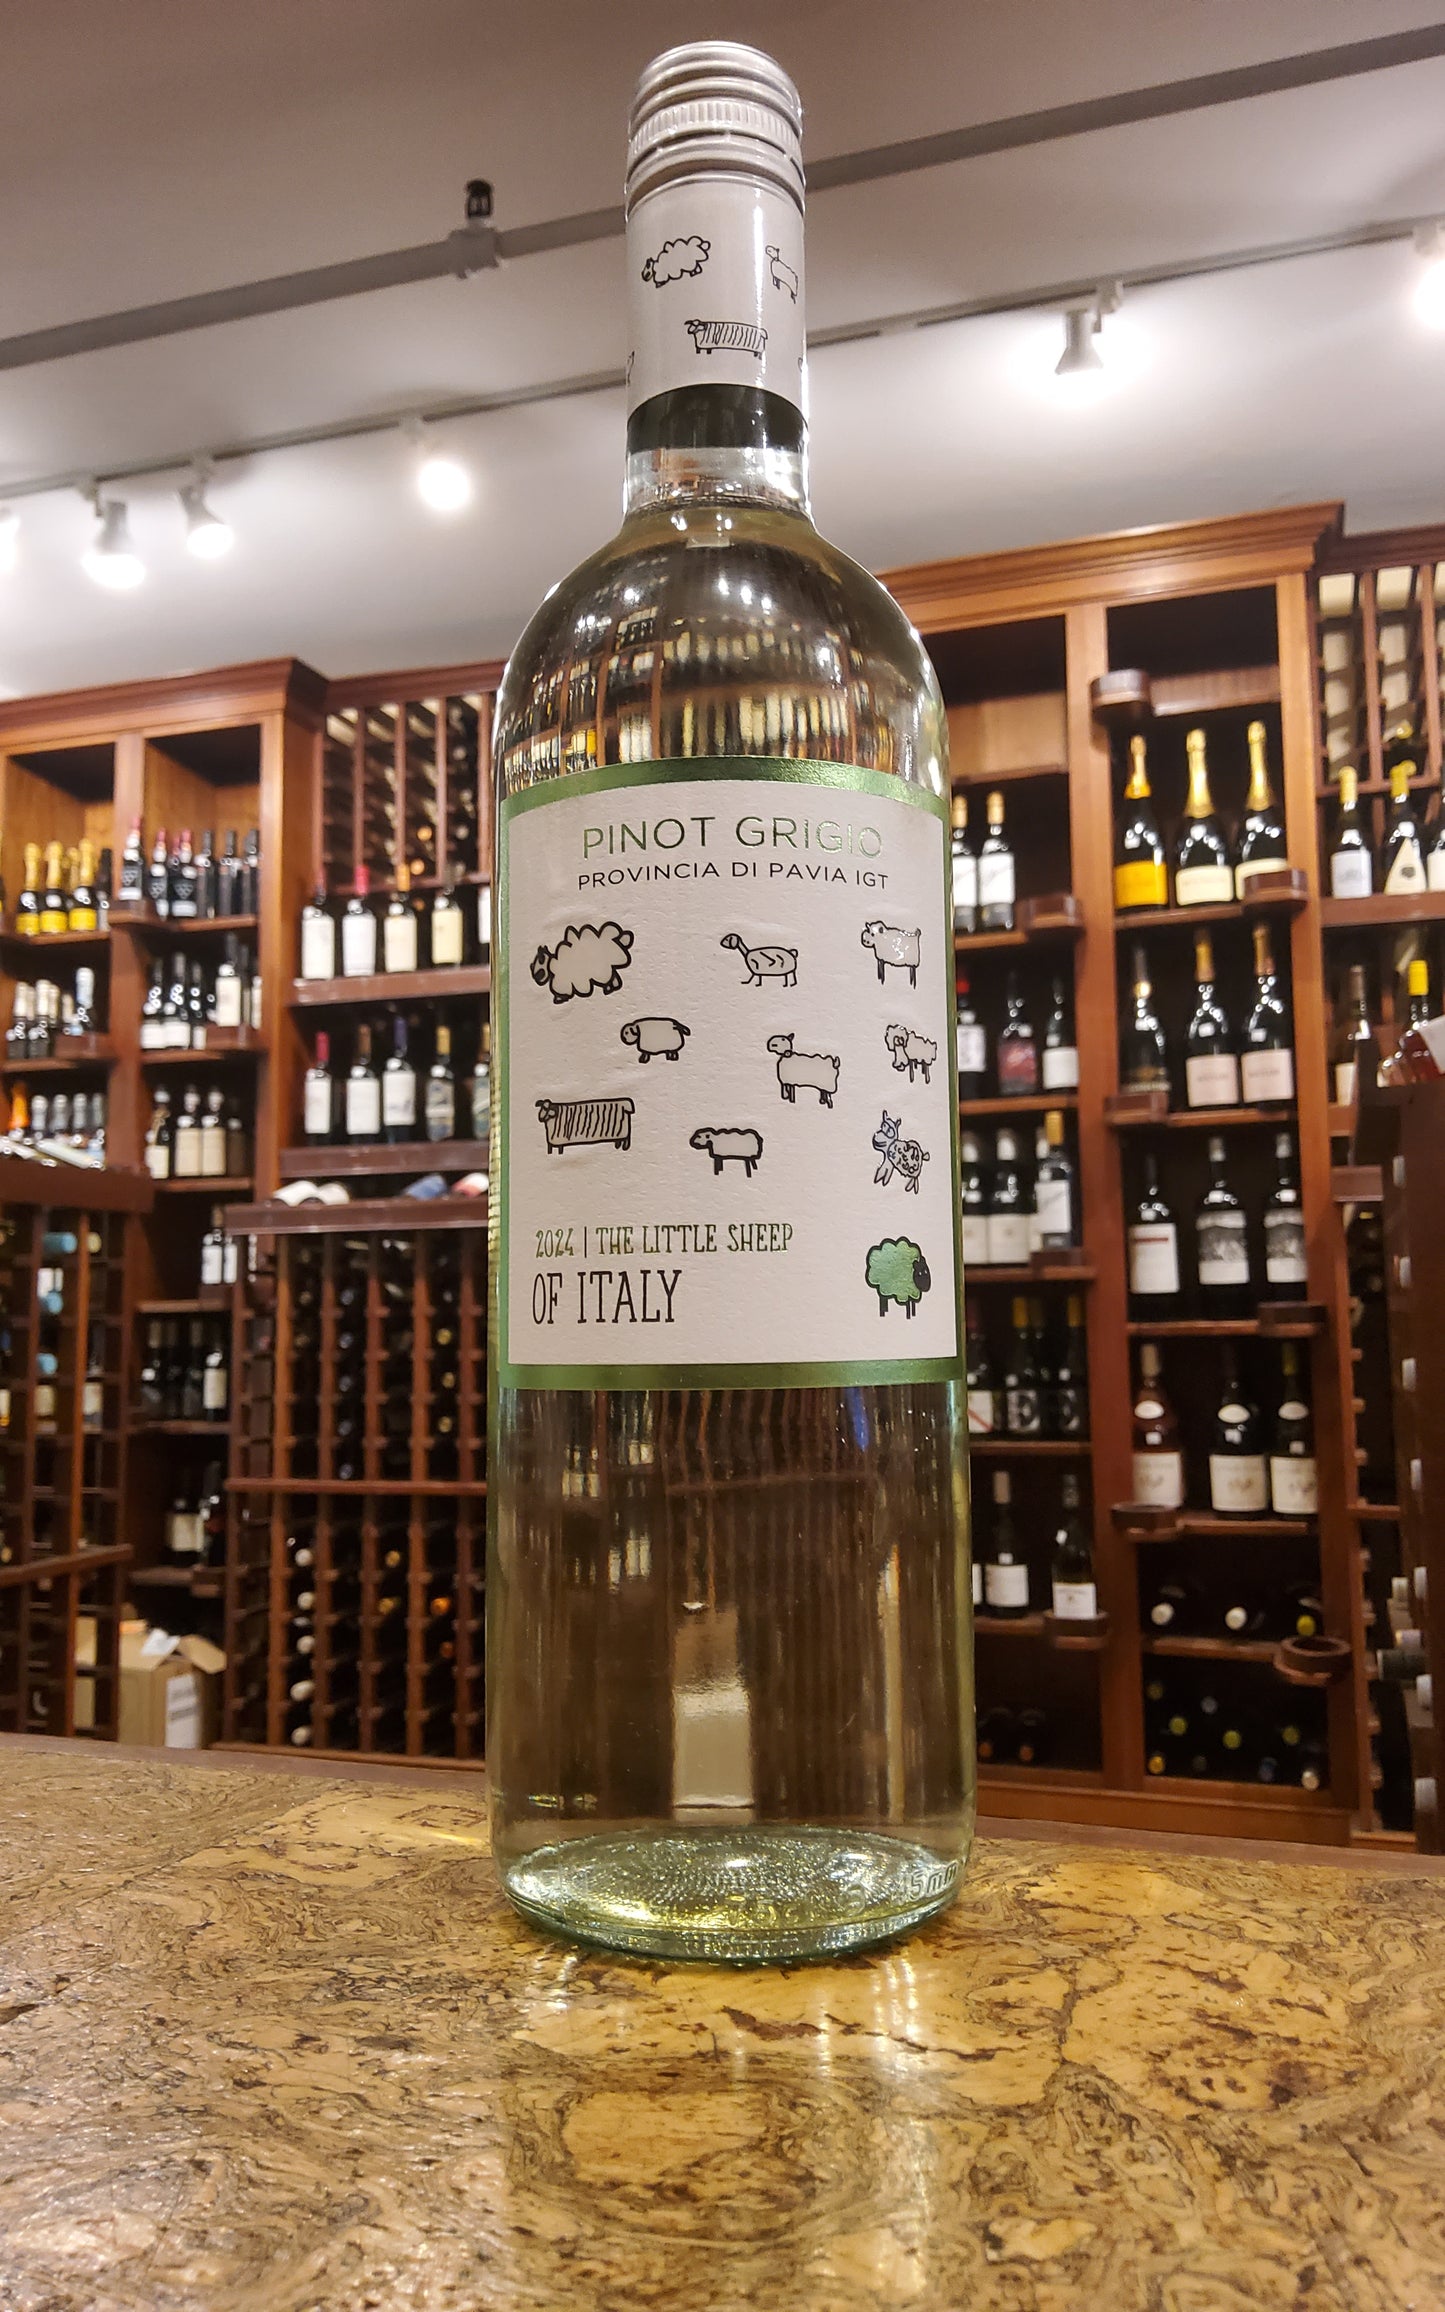 PINOT GRIGIO
PROVINCIA DI PAVIA IGT
2024 | THE LITTLE SHEEP
OF ITALY